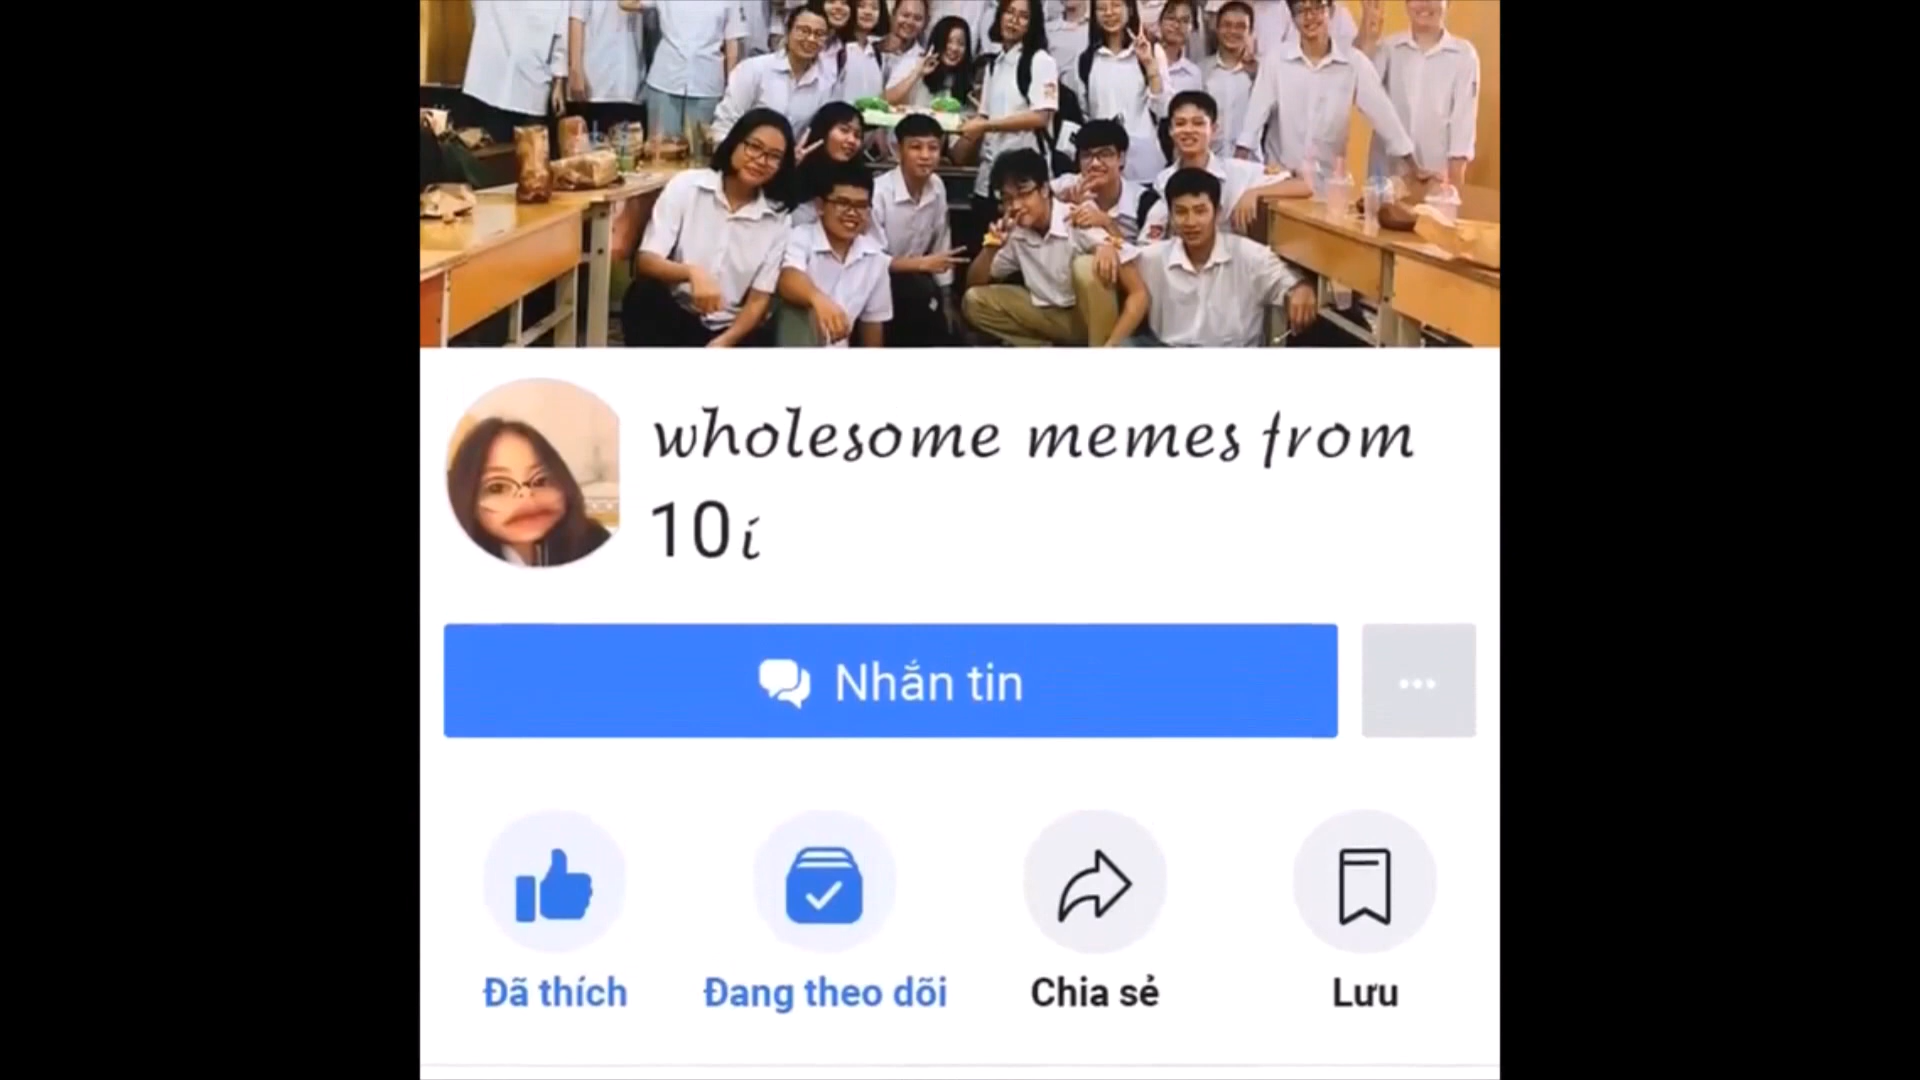 wholesome memes from
10i
Nhắn tin
Đã thích
Đang theo dõi
Chia sẻ
Lưu